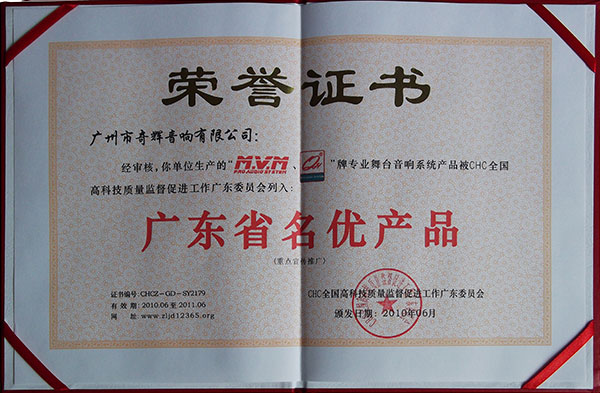 荣誉证书
广州市奇辉音响有限公司：
经审核，你单位生产的“M.V.M PRO AUDIO SYSTEM、”牌专业舞台音响系统产品被CHC全国
高科技质量监督促进工作广东委员会列入：
广东省名优产品
（重点宣传推广）
证书编号：CHCZ-GD-SY2179
有效期：2010.06至2011.06
网址：www.zljd12365.org
CHC全国高科技质量监督促进工作广东委员会
颁发日期：2010年06月